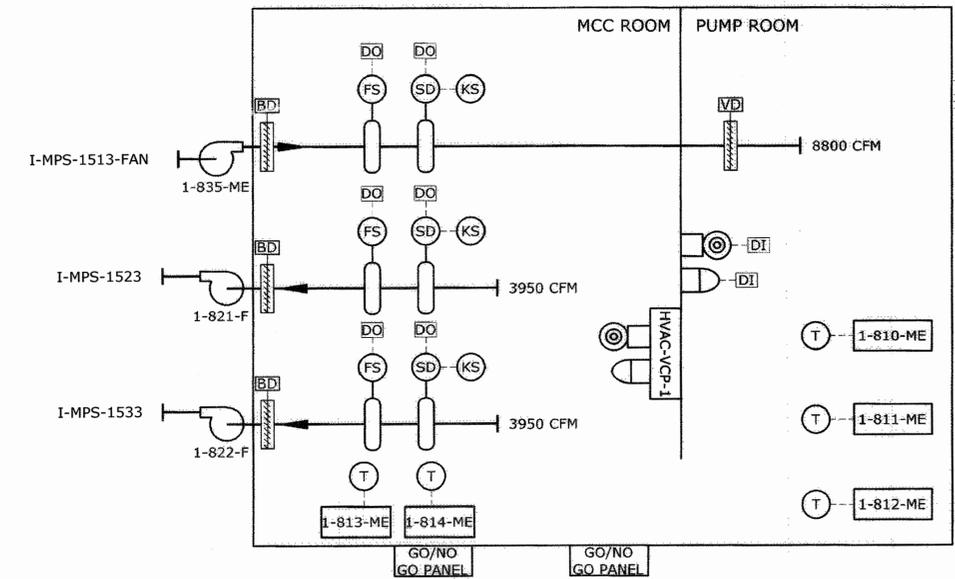 MCC ROOM
PUMP ROOM
DO
DO
FS
SD
KS
BD
VD
I-MPS-1513-FAN
8800 CFM
1-835-ME
DO
DO
FS
SD
KS
BD
DI
I-MPS-1523
3950 CFM
DI
1-821-F
HVAC-VCP-1
DO
DO
T
1-810-ME
FS
SD
KS
BD
I-MPS-1533
3950 CFM
T
1-811-ME
1-822-F
T
T
T
1-812-ME
1-813-ME
1-814-ME
GO/NO
GO PANEL
GO/NO
GO PANEL